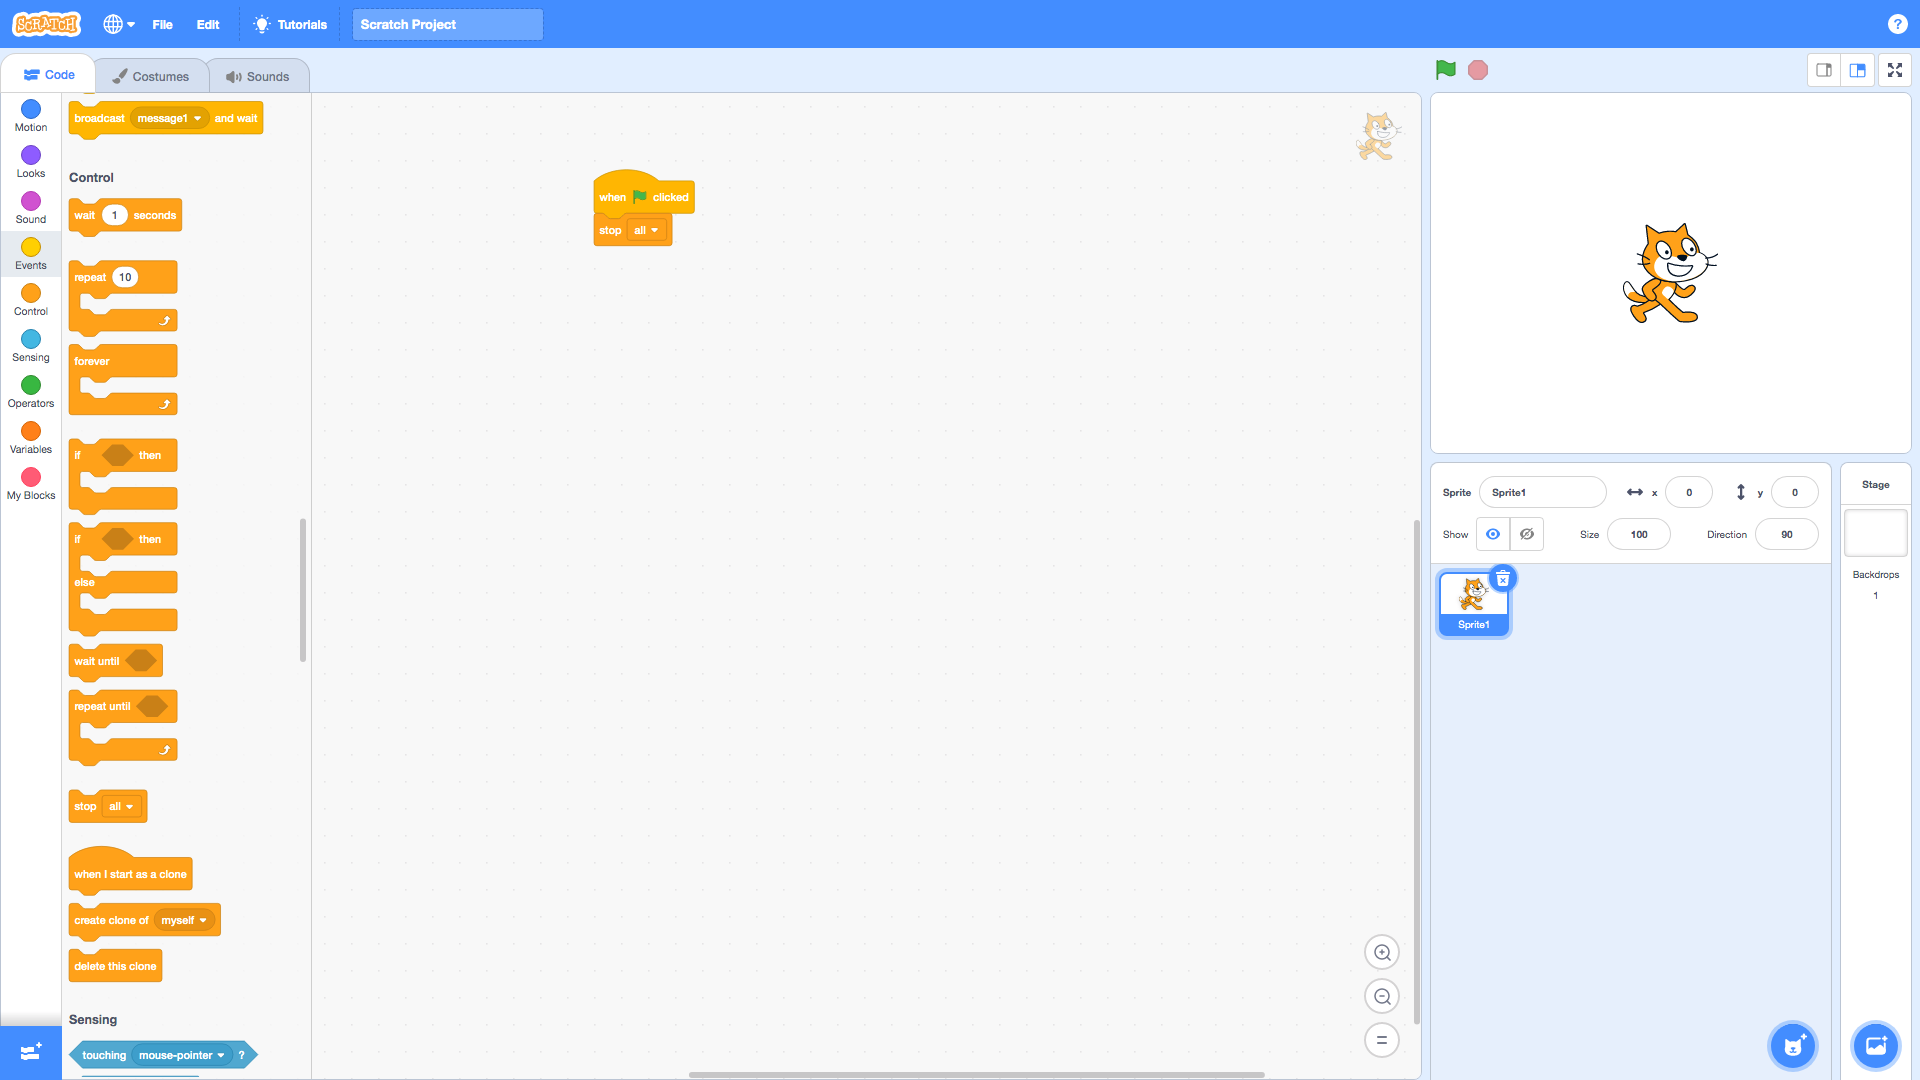 SCRATCH File Edit Tutorials Scratch Project ?
Code Costumes Sounds
Motion
Looks
Sound
Events
Control
Sensing
Operators
Variables
My Blocks
broadcast message1 and wait
Control
wait 1 seconds
repeat 10
forever
if then
if then
else
wait until
repeat until
stop all
when I start as a clone
create clone of myself
delete this clone
Sensing
touching mouse-pointer ?
when clicked
stop all
Sprite Sprite1 x 0 y 0
Show Size 100 Direction 90
Sprite1
Stage
Backdrops
1